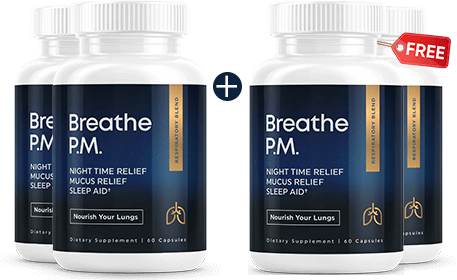 Breathe
P.M.
NIGHT TIME RELIEF
MUCUS RELIEF
SLEEP AID†
Nourish Your Lungs
Dietary Supplement | 60 Capsules
RESPIRATORY BLEND
+
Breathe
P.M.
NIGHT TIME RELIEF
MUCUS RELIEF
SLEEP AID†
Nourish Your Lungs
Dietary Supplement | 60 Capsules
RESPIRATORY BLEND
FREE